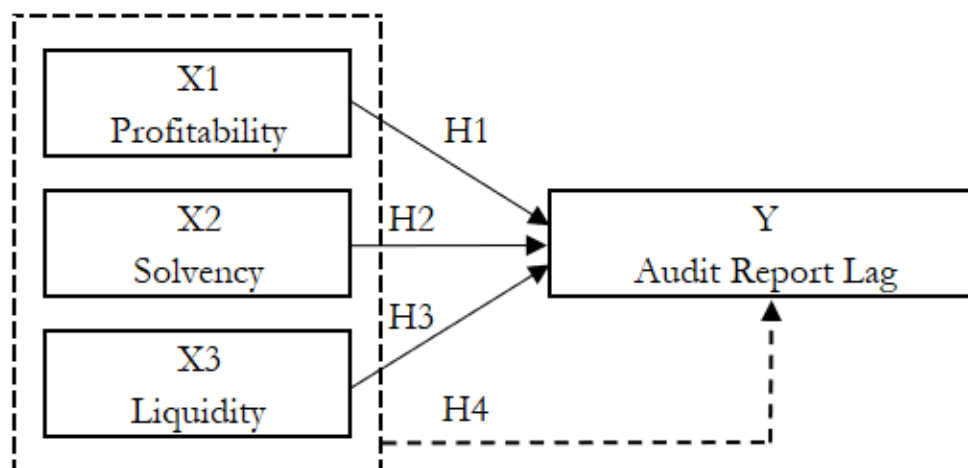 X1
Profitability
H1
X2
Solvency
H2
Y
Audit Report Lag
H3
X3
Liquidity
H4